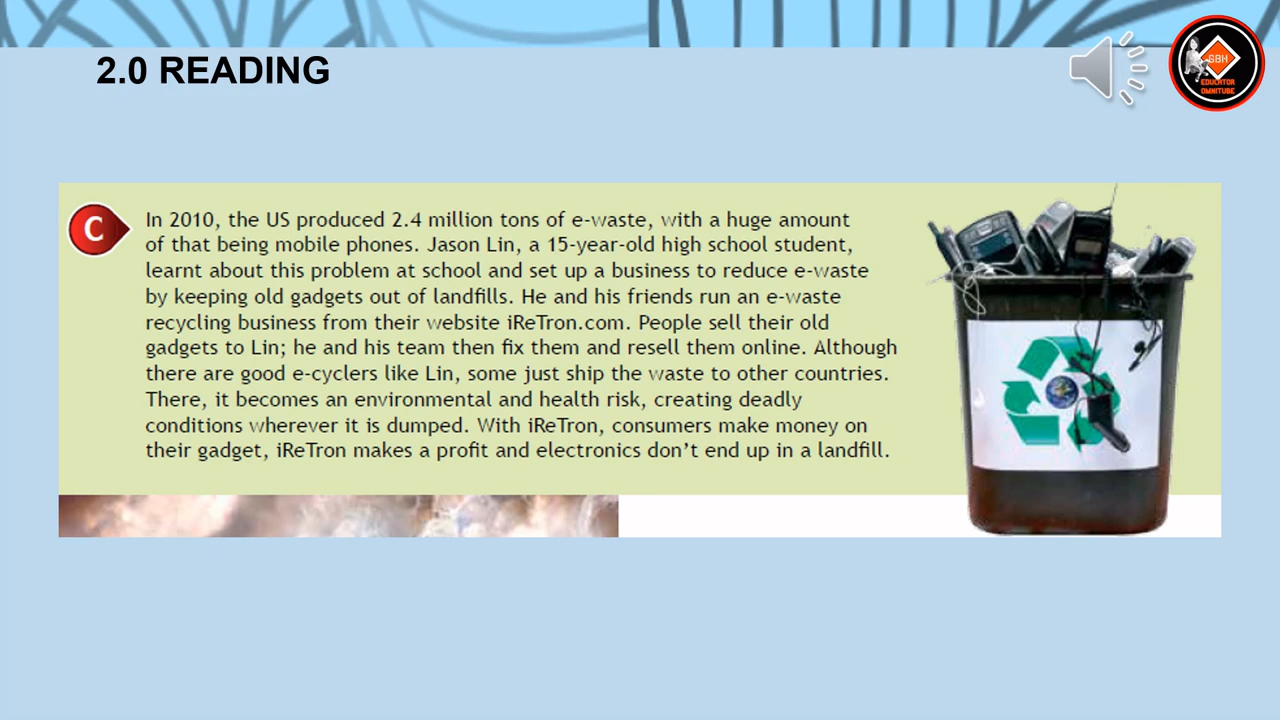 2.0 READING
GBH
EDUCATOR
OMNITUBE
C
In 2010, the US produced 2.4 million tons of e-waste, with a huge amount
of that being mobile phones. Jason Lin, a 15-year-old high school student,
learnt about this problem at school and set up a business to reduce e-waste
by keeping old gadgets out of landfills. He and his friends run an e-waste
recycling business from their website iReTron.com. People sell their old
gadgets to Lin; he and his team then fix them and resell them online. Although
there are good e-cyclers like Lin, some just ship the waste to other countries.
There, it becomes an environmental and health risk, creating deadly
conditions wherever it is dumped. With iReTron, consumers make money on
their gadget, iReTron makes a profit and electronics don't end up in a landfill.